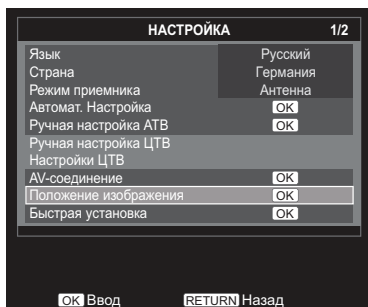 НАСТРОЙКА 1/2
Язык Русский
Страна Германия
Режим приемника Антенна
Автомат. Настройка OK
Ручная настройка АТВ OK
Ручная настройка ЦТВ
Настройки ЦТВ
AV-соединение OK
Положение изображения OK
Быстрая установка OK
OK Ввод RETURN Назад